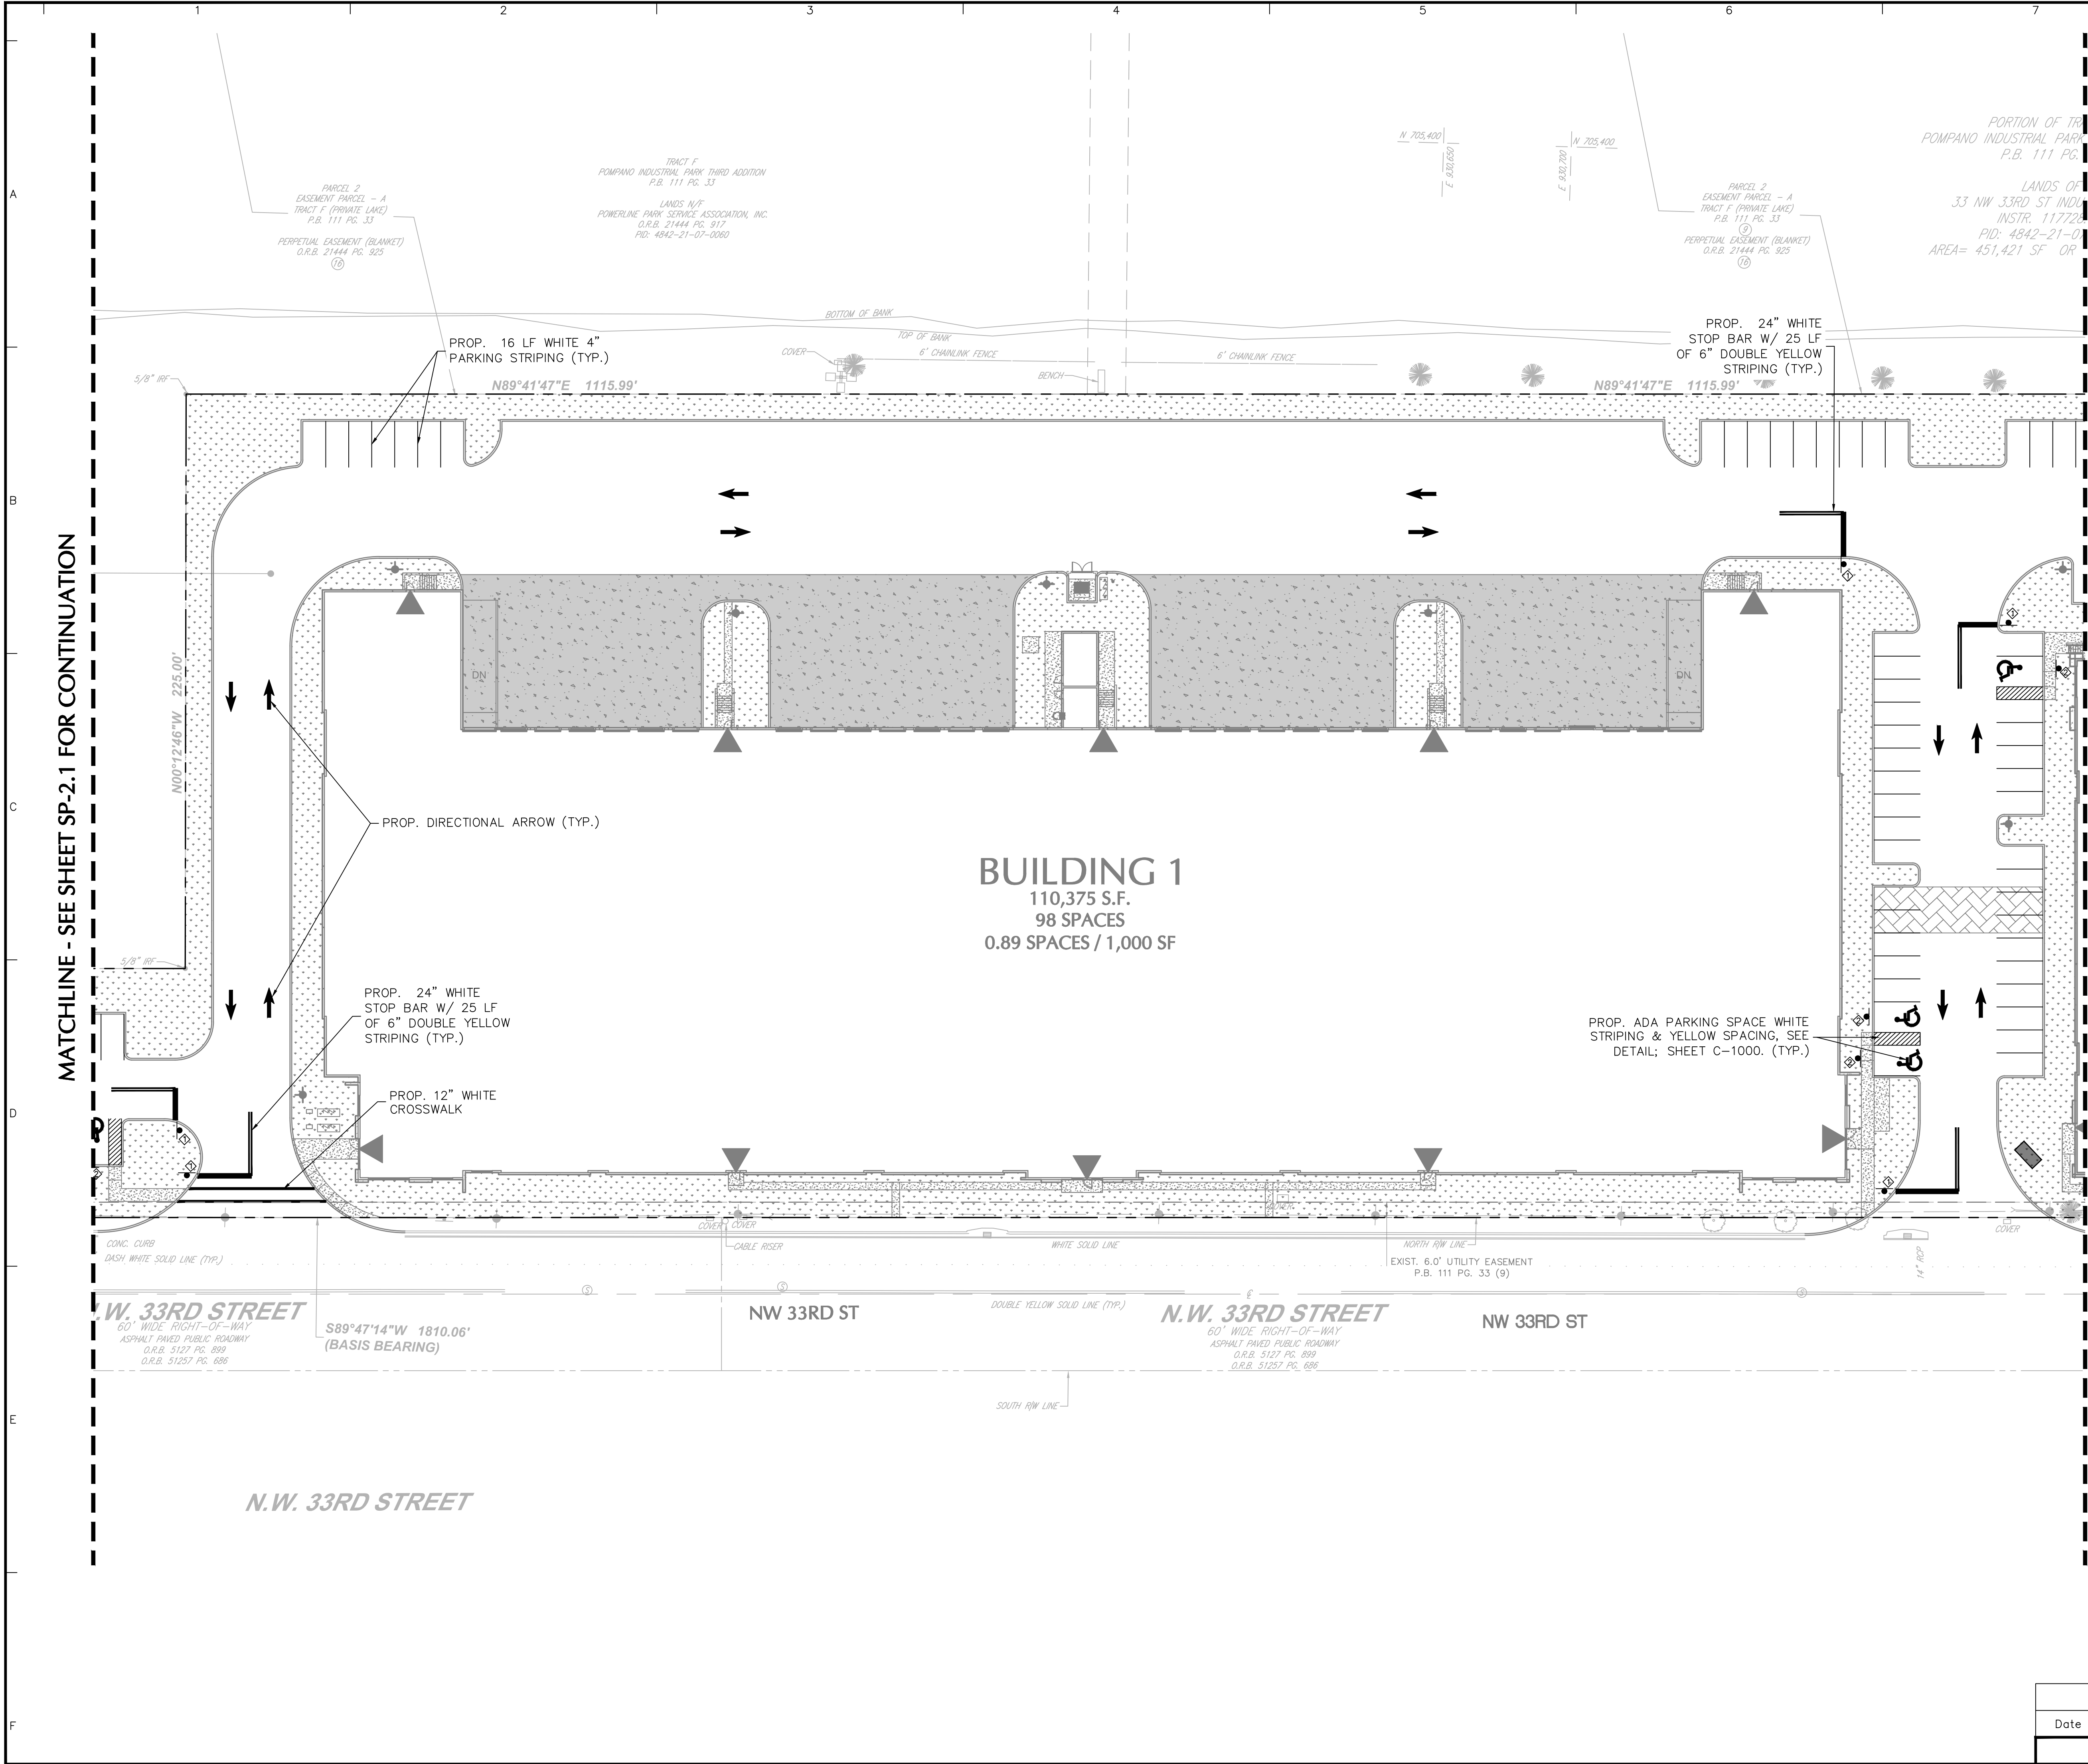 1
2
3
4
5
6
7
A
B
C
D
E
F
MATCHLINE - SEE SHEET SP-2.1 FOR CONTINUATION
PARCEL 2
EASEMENT PARCEL - A
TRACT F (PRIVATE LAKE)
P.B. 111 PG. 33
PERPETUAL EASEMENT (BLANKET)
O.R.B. 21444 PG. 925
16
TRACT F
POMPANO INDUSTRIAL PARK THIRD ADDITION
P.B. 111 PG. 33
LANDS N/F
POWERLINE PARK SERVICE ASSOCIATION, INC.
O.R.B. 21444 PG. 917
PID: 4842-21-07-0060
N 705,400
E 930,650
N 705,400
E 930,700
PARCEL 2
EASEMENT PARCEL - A
TRACT F (PRIVATE LAKE)
P.B. 111 PG. 33
9
PERPETUAL EASEMENT (BLANKET)
O.R.B. 21444 PG. 925
16
PORTION OF TRA
POMPANO INDUSTRIAL PARK
P.B. 111 PG.
LANDS OF
33 NW 33RD ST INDU
INSTR. 117728
PID: 4842-21-07
AREA= 451,421 SF OR
BOTTOM OF BANK
TOP OF BANK
COVER
6' CHAINLINK FENCE
6' CHAINLINK FENCE
BENCH
PROP. 16 LF WHITE 4"
PARKING STRIPING (TYP.)
PROP. 24" WHITE
STOP BAR W/ 25 LF
OF 6" DOUBLE YELLOW
STRIPING (TYP.)
5/8" IRF
N89°41'47"E 1115.99'
N89°41'47"E 1115.99'
N00°12'46"W 225.00'
DN
DN
1
1
2
PROP. DIRECTIONAL ARROW (TYP.)
BUILDING 1
110,375 S.F.
98 SPACES
0.89 SPACES / 1,000 SF
5/8" IRF
PROP. 24" WHITE
STOP BAR W/ 25 LF
OF 6" DOUBLE YELLOW
STRIPING (TYP.)
PROP. ADA PARKING SPACE WHITE
STRIPING & YELLOW SPACING, SEE
DETAIL; SHEET C-1000. (TYP.)
2
2
PROP. 12" WHITE
CROSSWALK
1
1
1
COVER
COVER
COVER
COVER
CONC. CURB
DASH WHITE SOLID LINE (TYP.)
CABLE RISER
WHITE SOLID LINE
NORTH R/W LINE
EXIST. 6.0' UTILITY EASEMENT
P.B. 111 PG. 33 (9)
14" RCP
S
S
S
.W. 33RD STREET
60' WIDE RIGHT-OF-WAY
ASPHALT PAVED PUBLIC ROADWAY
O.R.B. 5127 PG. 899
O.R.B. 51257 PG. 686
S89°47'14"W 1810.06'
(BASIS BEARING)
NW 33RD ST
DOUBLE YELLOW SOLID LINE (TYP.)
N.W. 33RD STREET
60' WIDE RIGHT-OF-WAY
ASPHALT PAVED PUBLIC ROADWAY
O.R.B. 5127 PG. 899
O.R.B. 51257 PG. 686
NW 33RD ST
SOUTH R/W LINE
N.W. 33RD STREET
Date